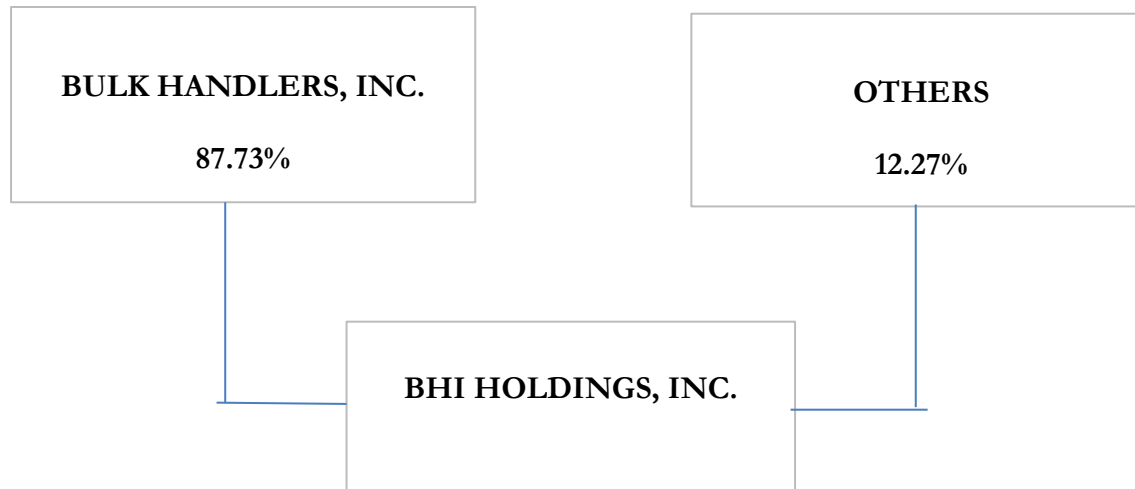 BULK HANDLERS, INC.
87.73%
OTHERS
12.27%
BHI HOLDINGS, INC.